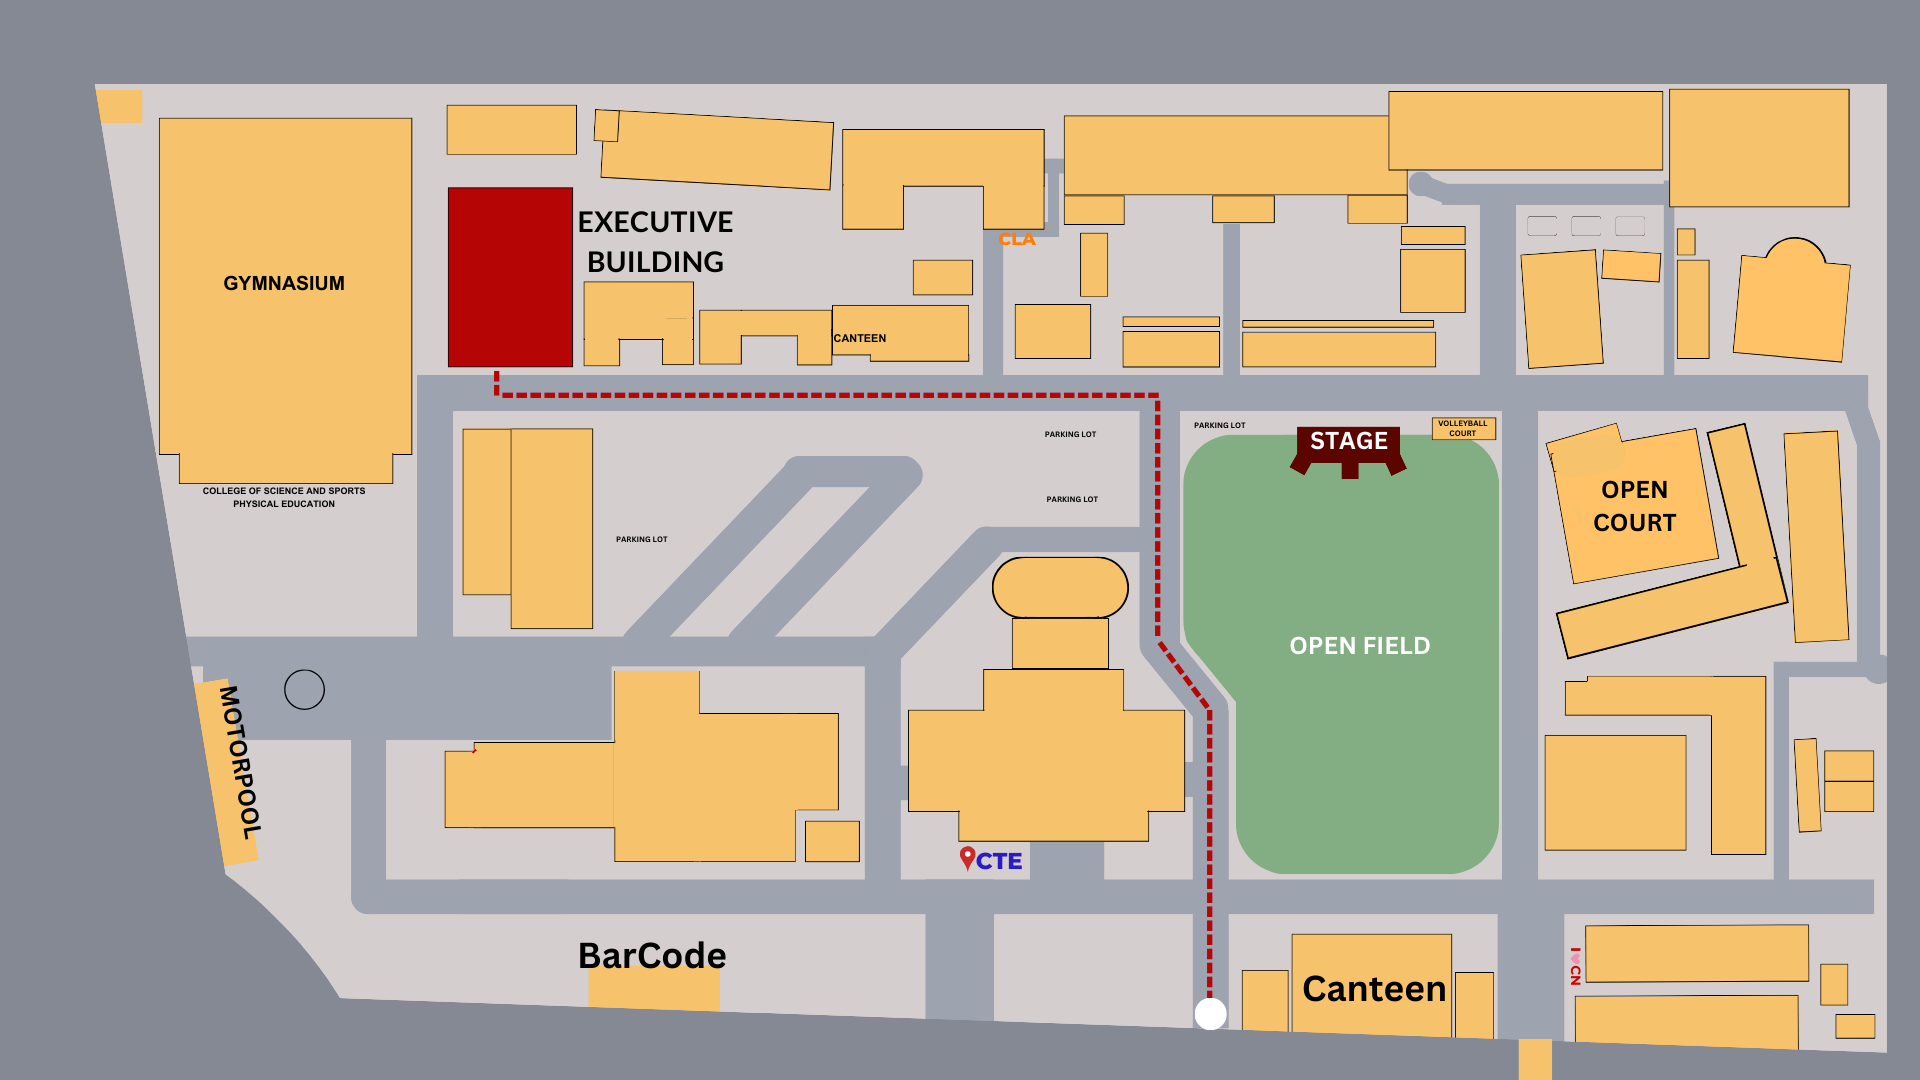 EXECUTIVE
BUILDING
CLA
GYMNASIUM
CANTEEN
COLLEGE OF SCIENCE AND SPORTS
PHYSICAL EDUCATION
PARKING LOT
PARKING LOT
PARKING LOT
PARKING LOT
STAGE
VOLLEYBALL
COURT
OPEN
COURT
OPEN FIELD
MOTORPOOL
CTE
BarCode
Canteen
I ♥ CN